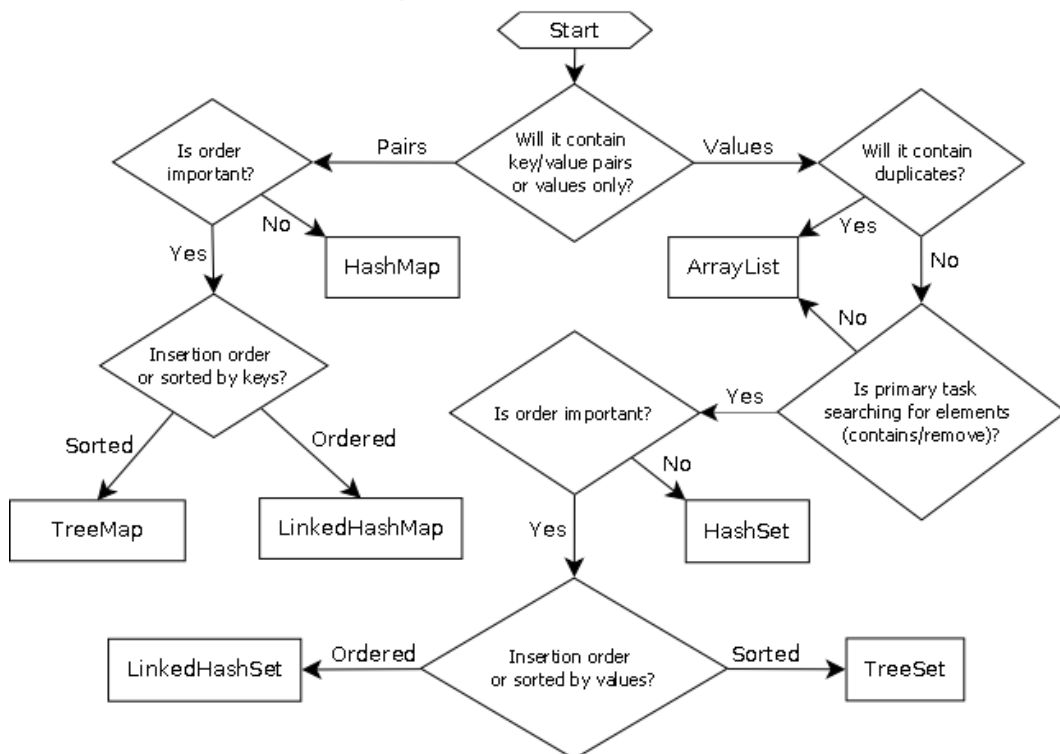 Start
Will it contain
key/value pairs
or values only?
Pairs
Values
Is order
important?
Will it contain
duplicates?
No
Yes
HashMap
Yes
ArrayList
No
No
Insertion order
or sorted by keys?
Is order important?
Yes
Is primary task
searching for elements
(contains/remove)?
Sorted
Ordered
No
TreeMap
LinkedHashMap
Yes
HashSet
LinkedHashSet
Ordered
Insertion order
or sorted by values?
Sorted
TreeSet